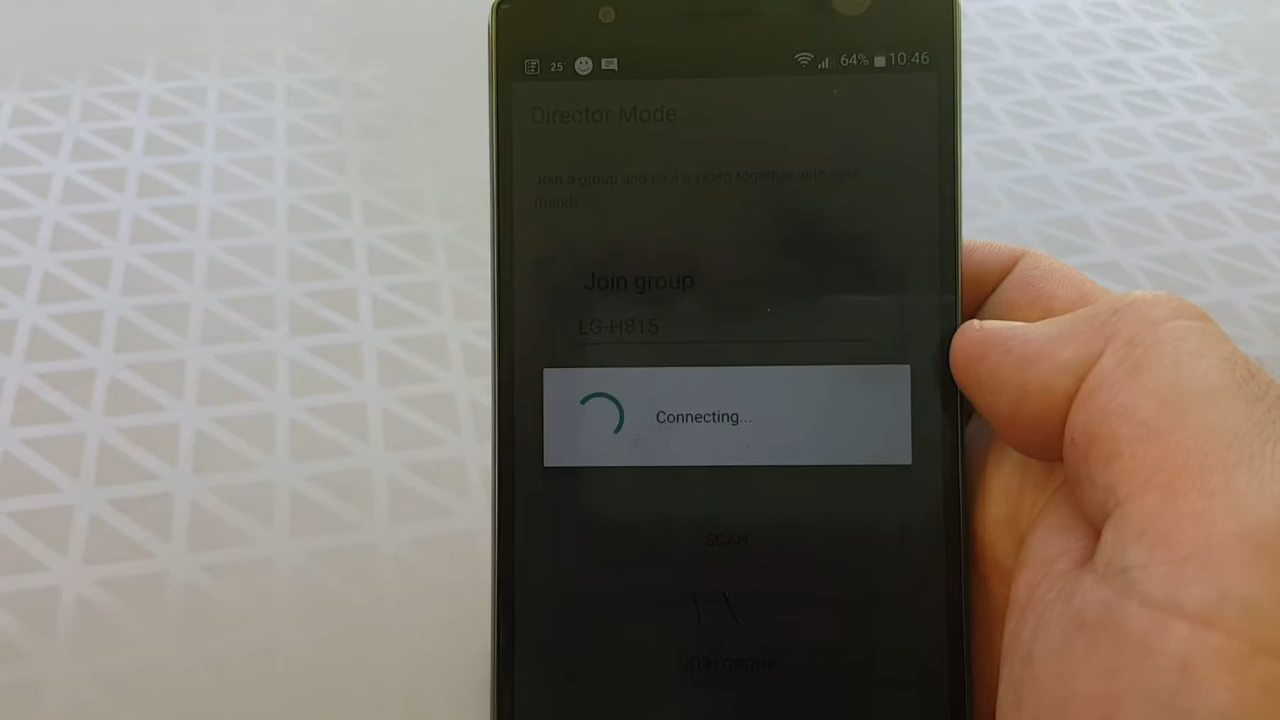 25°
64% 10:46
Director Mode
Join a group and take a video together with your
friends
Join group
LG-H815
Connecting...
SCAN
JOIN GROUP